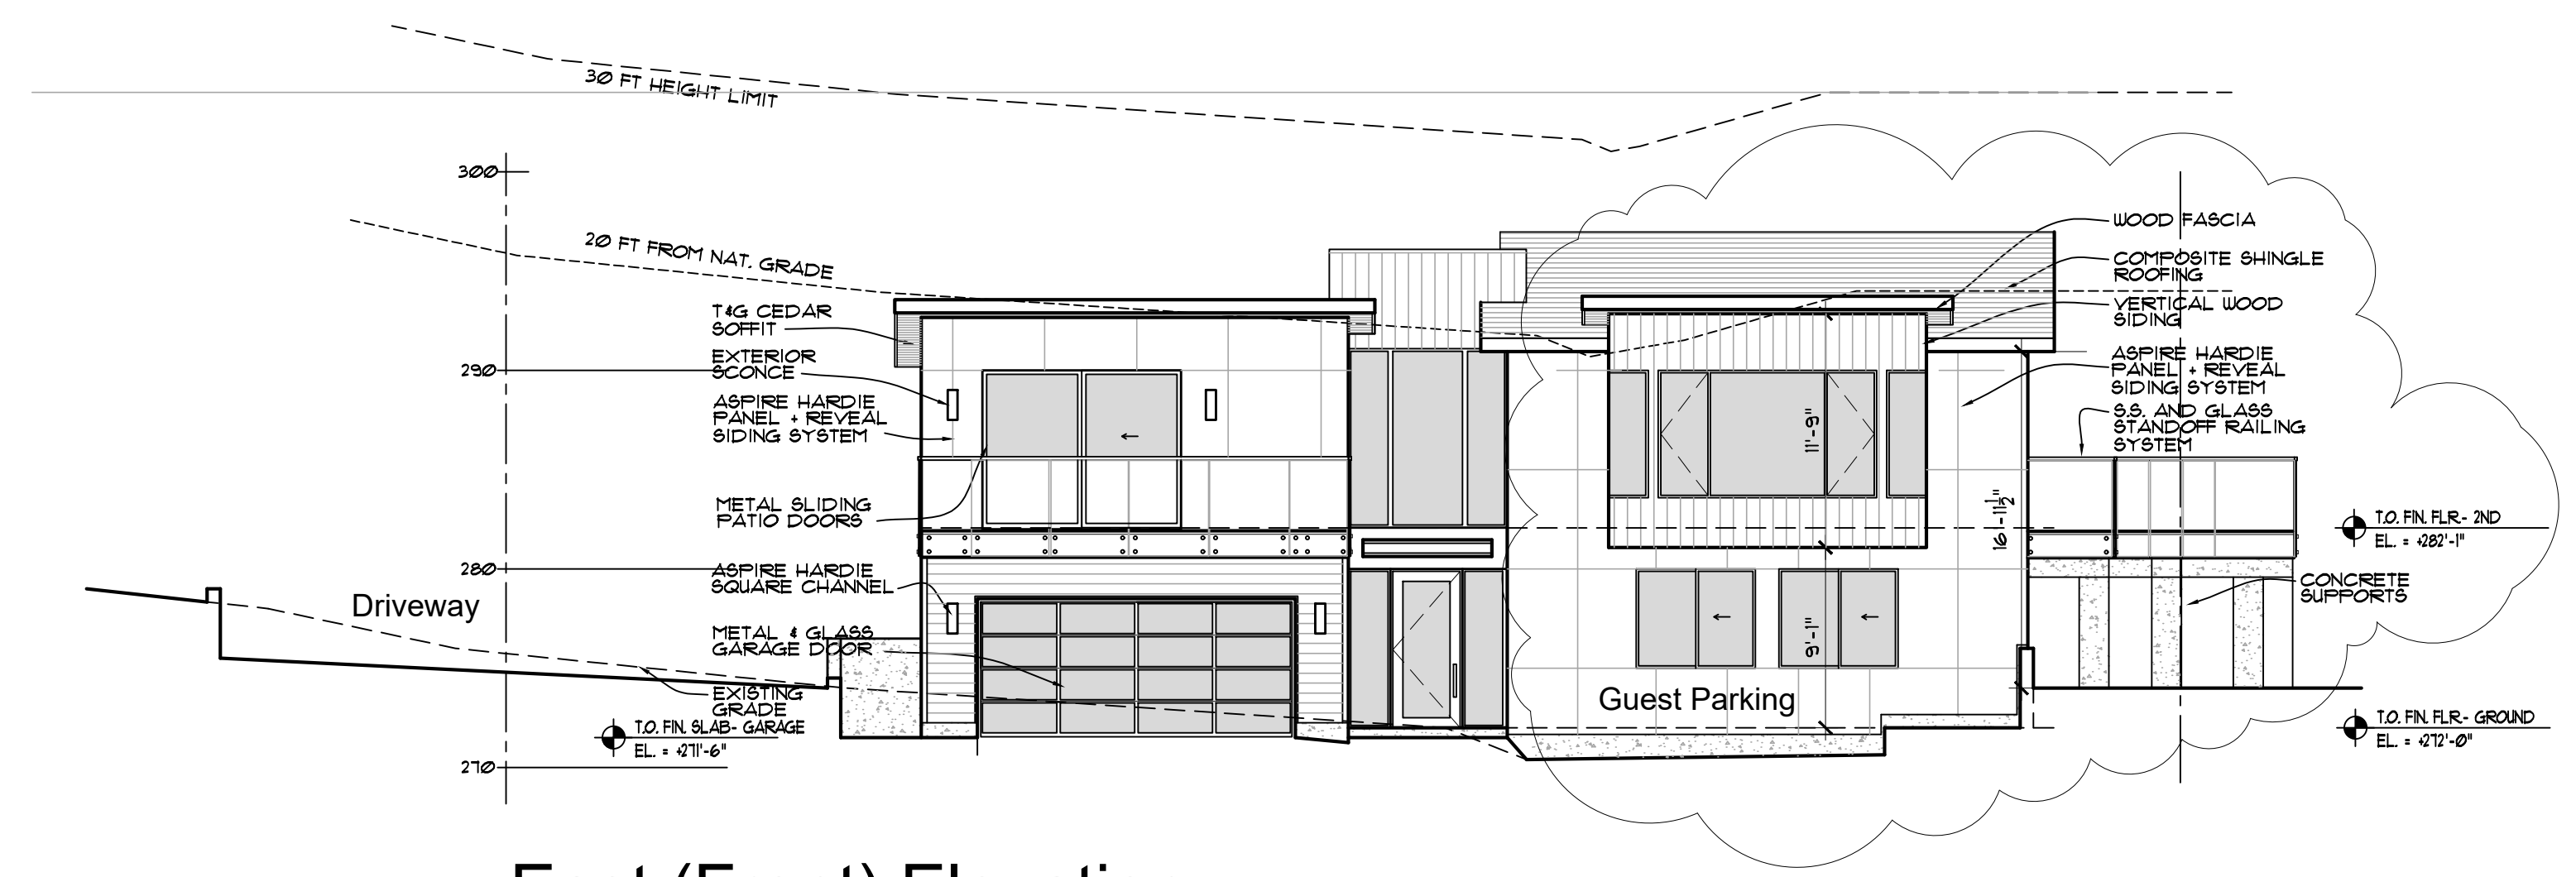 30 FT HEIGHT LIMIT
300
20 FT FROM NAT. GRADE
WOOD FASCIA
COMPOSITE SHINGLE
ROOFING
VERTICAL WOOD
SIDING
T&G CEDAR
SOFFIT
EXTERIOR
SCONCE
290
ASPIRE HARDIE
PANEL + REVEAL
SIDING SYSTEM
ASPIRE HARDIE
PANEL + REVEAL
SIDING SYSTEM
S.S. AND GLASS
STANDOFF RAILING
SYSTEM
11'-9"
16'-11½"
METAL SLIDING
PATIO DOORS
T.O. FIN. FLR.- 2ND
EL. = +282'-1"
280
ASPIRE HARDIE
SQUARE CHANNEL
CONCRETE
SUPPORTS
Driveway
METAL & GLASS
GARAGE DOOR
9'-1"
EXISTING
GRADE
Guest Parking
T.O. FIN. SLAB- GARAGE
EL. = +271'-6"
T.O. FIN. FLR.- GROUND
EL. = +272'-0"
270
East (Front) Elevation